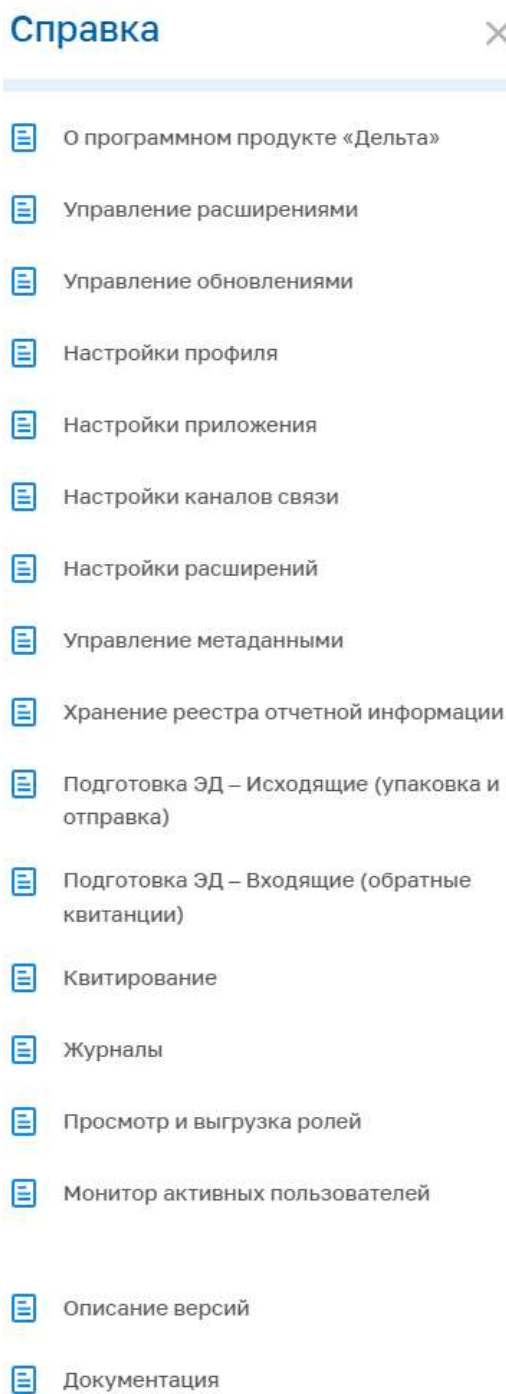 Справка
О программном продукте «Дельта»
Управление расширениями
Управление обновлениями
Настройки профиля
Настройки приложения
Настройки каналов связи
Настройки расширений
Управление метаданными
Хранение реестра отчетной информации
Подготовка ЭД – Исходящие (упаковка и
отправка)
Подготовка ЭД – Входящие (обратные
квитанции)
Квитирование
Журналы
Просмотр и выгрузка ролей
Монитор активных пользователей
Описание версий
Документация